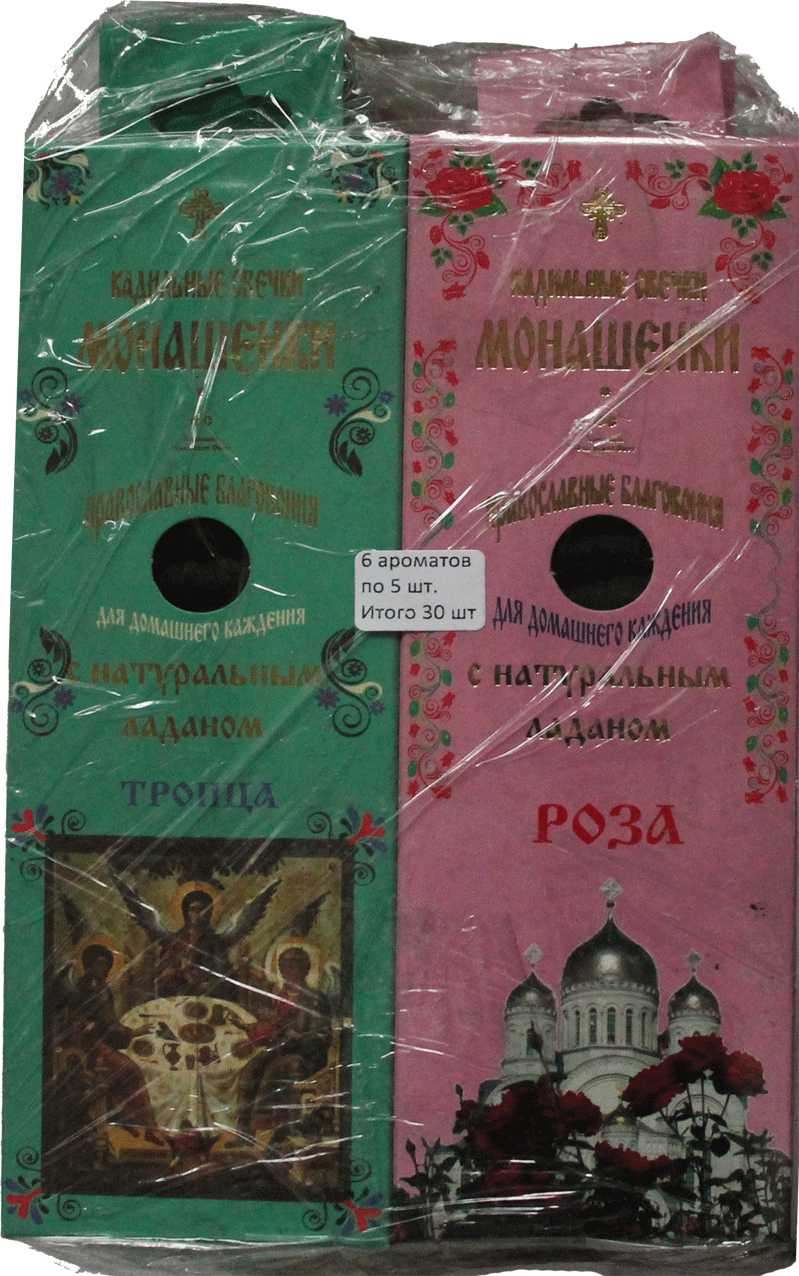 КАДИЛЬНЫЕ СВЕЧКИ
МОНАШЕНКИ
ПРАВОСЛАВНЫЕ БЛАГОВОНИЯ
ДЛЯ ДОМАШНЕГО КАЖДЕНИЯ
С НАТУРАЛЬНЫМ
ЛАДАНОМ
ТРОИЦА
6 ароматов
по 5 шт.
Итого 30 шт
КАДИЛЬНЫЕ СВЕЧКИ
МОНАШЕНКИ
ПРАВОСЛАВНЫЕ БЛАГОВОНИЯ
ДЛЯ ДОМАШНЕГО КАЖДЕНИЯ
С НАТУРАЛЬНЫМ
ЛАДАНОМ
РОЗА